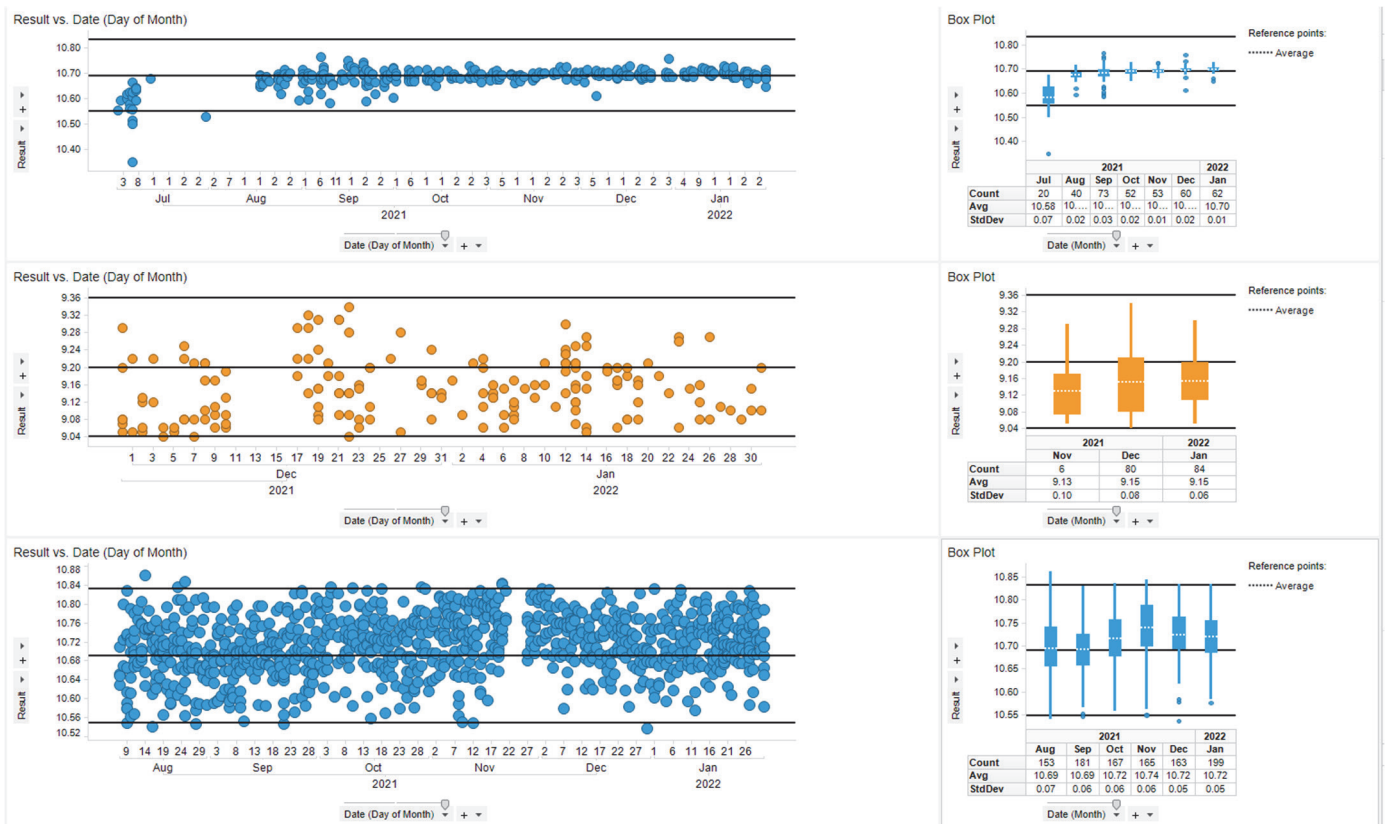 Result vs. Date (Day of Month)
10.80
10.70
10.60
10.50
10.40
+
Result
3 8 1 1 2 2 2 7 1 1 2 2 1 6 11 1 2 2 1 6 1 1 2 3 5 1 1 2 2 3 5 1 1 2 2 3 4 9 1 1 2 2
Jul Aug Sep Oct Nov Dec Jan
2021 2022
Date (Day of Month) +
Box Plot
Reference points:
Average
10.80
10.70
10.60
10.50
10.40
+
Result
2021 2022
Jul Aug Sep Oct Nov Dec Jan
Count 20 40 73 52 53 60 62
Avg 10.58 10.... 10... 10... 10... 10.... 10.70
StdDev 0.07 0.02 0.03 0.02 0.01 0.02 0.01
Date (Month) +
Result vs. Date (Day of Month)
9.36
9.32
9.28
9.24
9.20
9.16
9.12
9.08
9.04
+
Result
1 3 5 7 9 11 13 15 17 19 21 23 25 27 29 31 2 4 6 8 10 12 14 16 18 20 22 24 26 28 30
Dec Jan
2021 2022
Date (Day of Month) +
Box Plot
Reference points:
Average
9.36
9.32
9.28
9.24
9.20
9.16
9.12
9.08
9.04
+
Result
2021 2022
Nov Dec Jan
Count 6 80 84
Avg 9.13 9.15 9.15
StdDev 0.10 0.08 0.06
Date (Month) +
Result vs. Date (Day of Month)
10.88
10.84
10.80
10.76
10.72
10.68
10.64
10.60
10.56
10.52
+
Result
9 14 19 24 29 3 8 13 18 23 28 3 8 13 18 23 28 2 7 12 17 22 27 2 7 12 17 22 27 1 6 11 16 21 26
Aug Sep Oct Nov Dec Jan
2021 2022
Date (Day of Month) +
Box Plot
Reference points:
Average
10.85
10.80
10.75
10.70
10.65
10.60
10.55
+
Result
2021 2022
Aug Sep Oct Nov Dec Jan
Count 153 181 167 165 163 199
Avg 10.69 10.69 10.72 10.74 10.72 10.72
StdDev 0.07 0.06 0.06 0.06 0.05 0.05
Date (Month) +